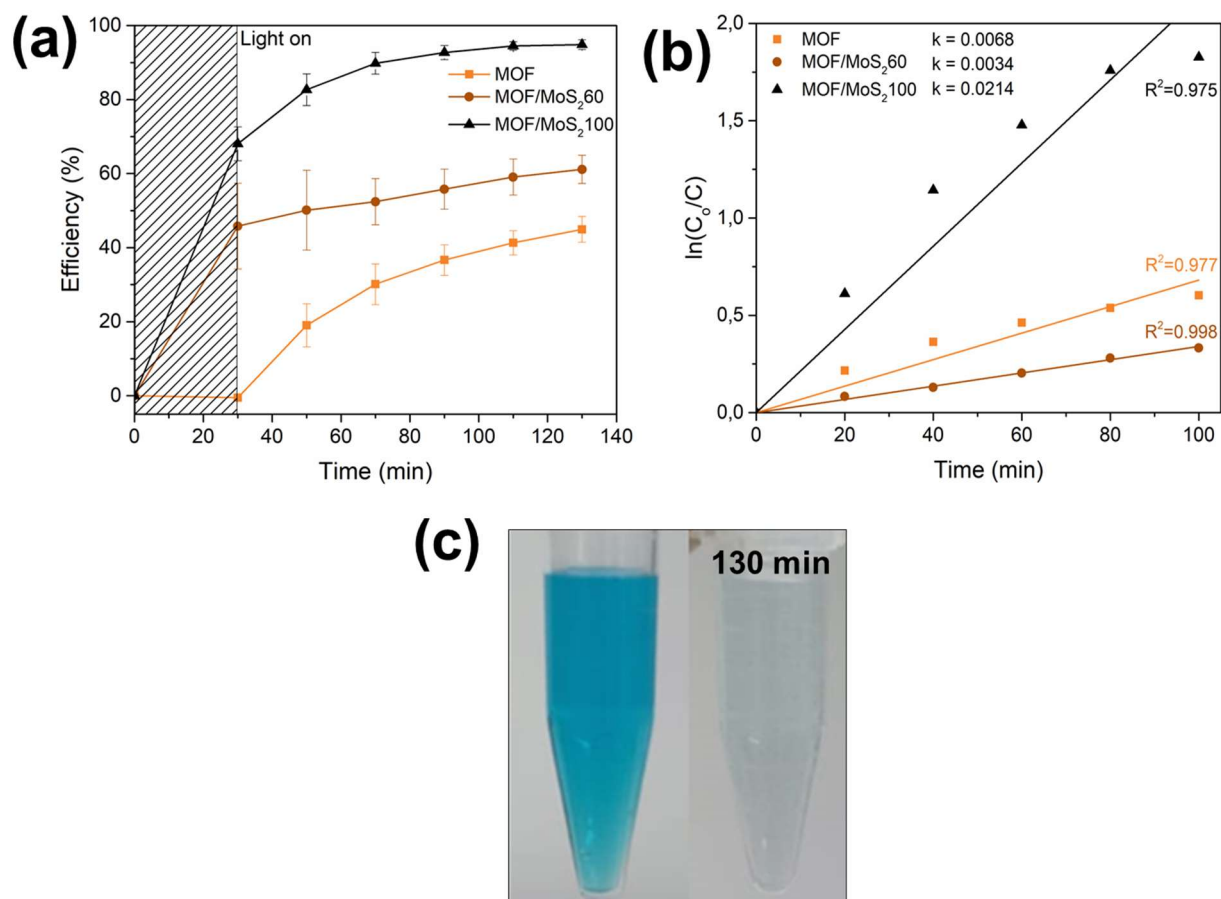 (a)
Light on
MOF
MOF/MoS₂60
MOF/MoS₂100
Efficiency (%)
100
80
60
40
20
0
0 20 40 60 80 100 120 140
Time (min)
(b)
MOF k = 0.0068
MOF/MoS₂60 k = 0.0034
MOF/MoS₂100 k = 0.0214
R²=0.975
R²=0.977
R²=0.998
ln(Cₒ/C)
2,0
1,5
1,0
0,5
0,0
0 20 40 60 80 100
Time (min)
(c)
130 min